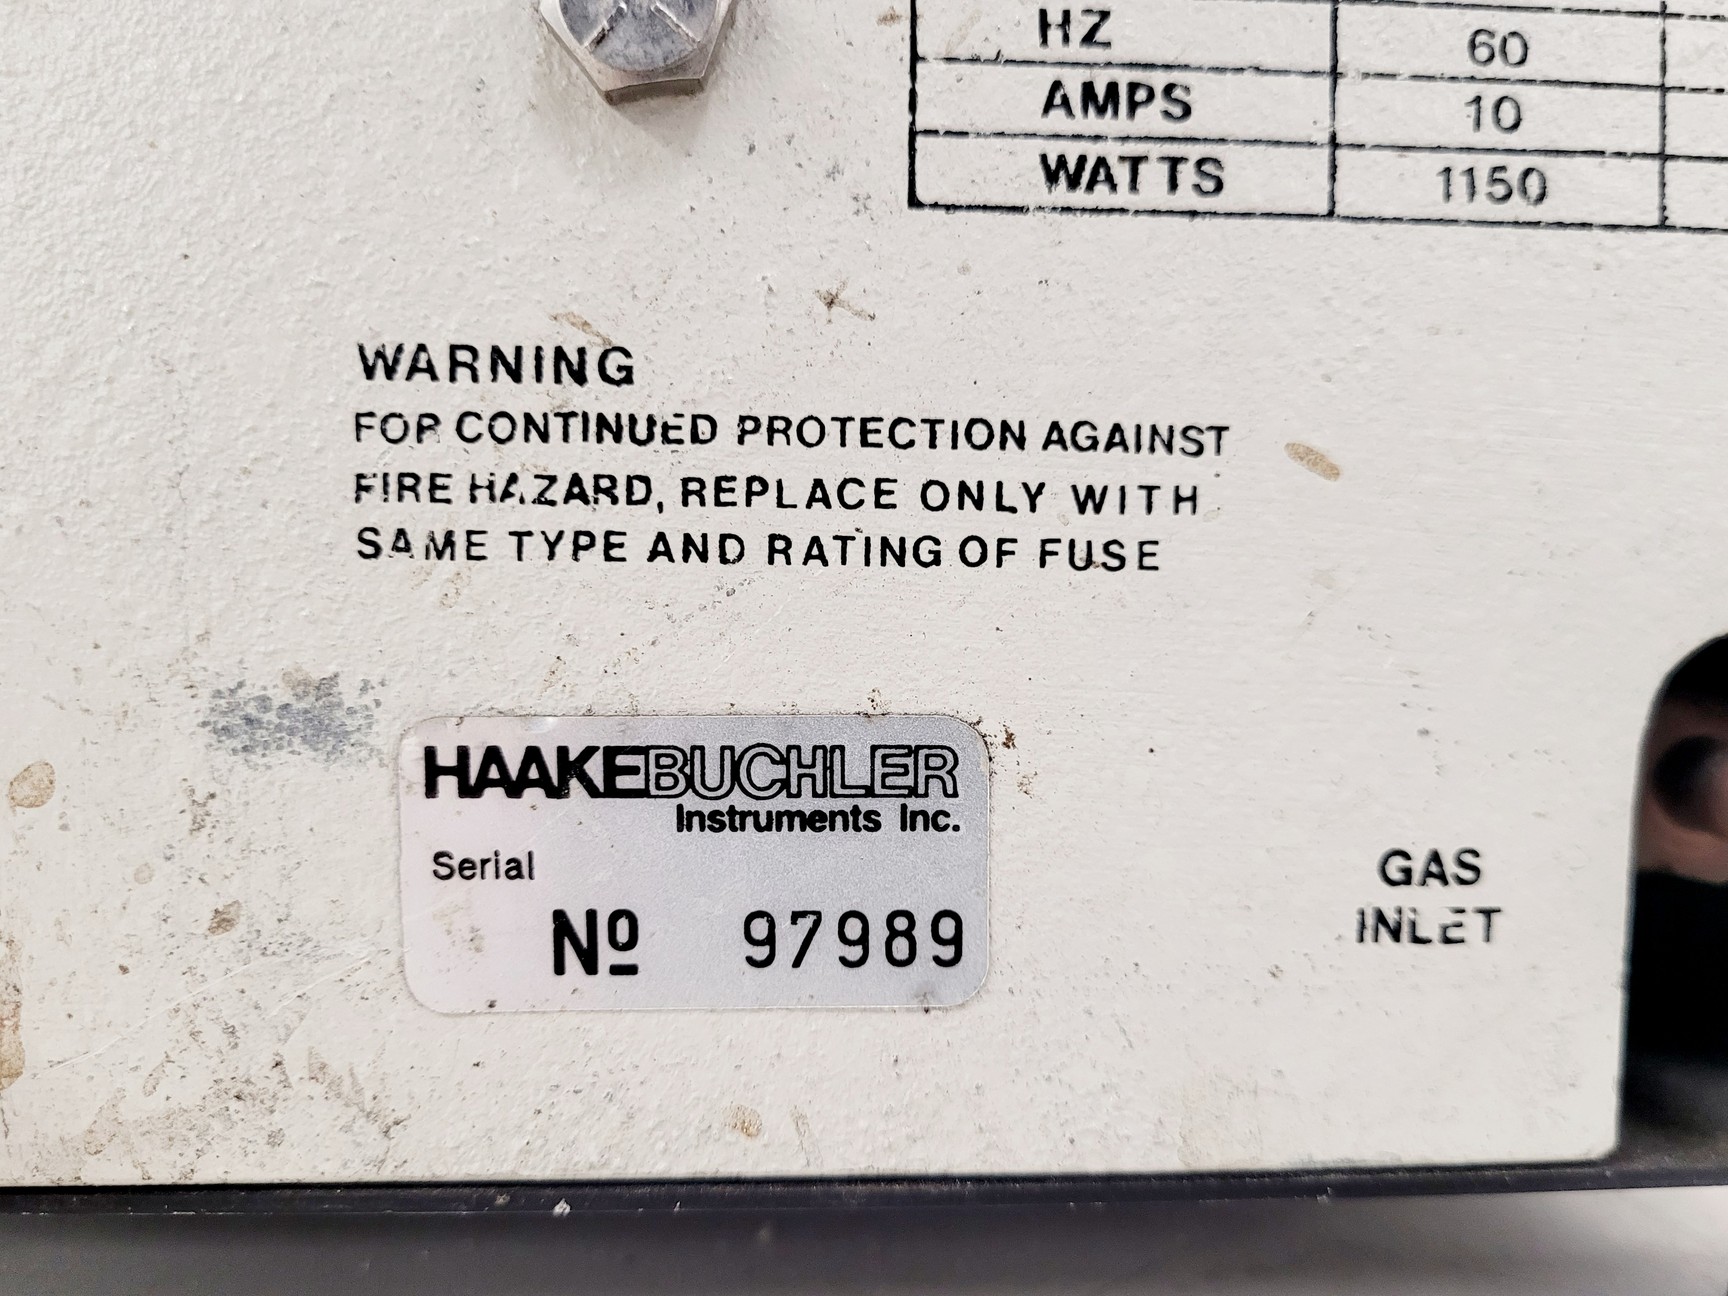 HZ 60
AMPS 10
WATTS 1150
WARNING
FOR CONTINUED PROTECTION AGAINST
FIRE HAZARD, REPLACE ONLY WITH
SAME TYPE AND RATING OF FUSE
HAAKEBUCHLER
Instruments Inc.
Serial
Nº 97989
GAS
INLET